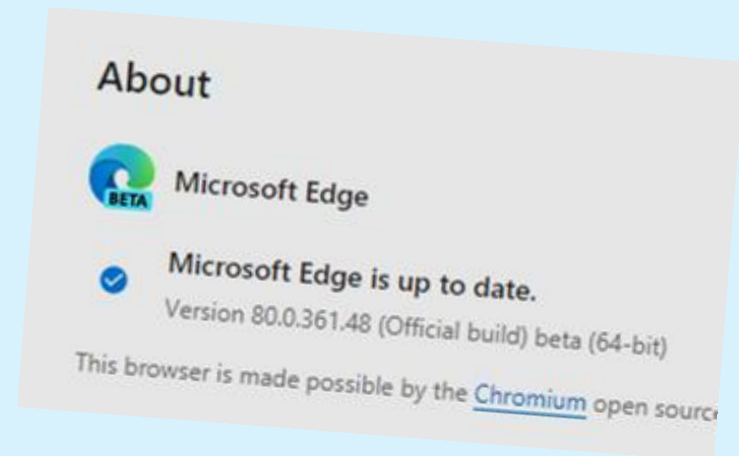 About
BETA
Microsoft Edge
Microsoft Edge is up to date.
Version 80.0.361.48 (Official build) beta (64-bit)
This browser is made possible by the Chromium open source